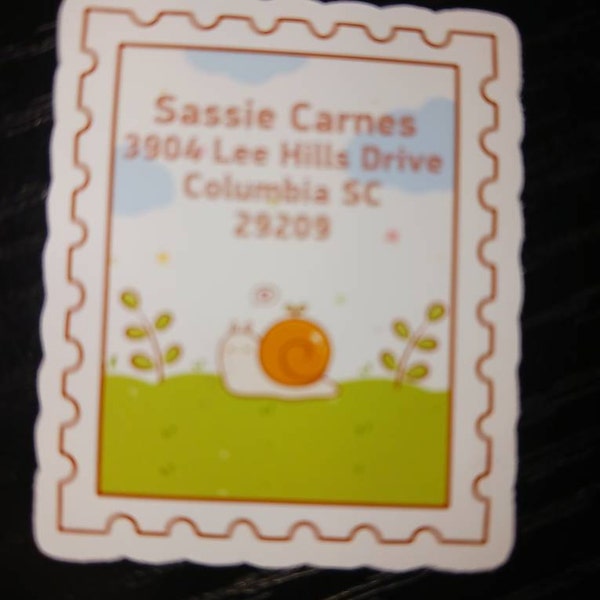 Sassie Carnes
3904 Lee Hills Drive
Columbia SC
29209